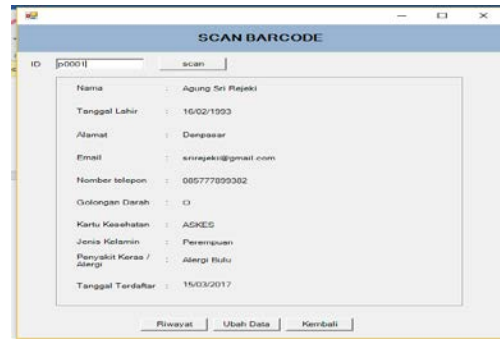 SCAN BARCODE
ID p0001 scan
Nama : Agung Sri Rejeki
Tanggal Lahir : 16/02/1993
Alamat : Denpasar
Email : srirejeki@gmail.com
Nomber telepon : 085777899382
Golongan Darah : O
Kartu Kesehatan : ASKES
Jenis Kelamin : Perempuan
Penyakit Keras / : Alergi Bulu
Alergi
Tanggal Terdaftar : 15/03/2017
Riwayat Ubah Data Kembali